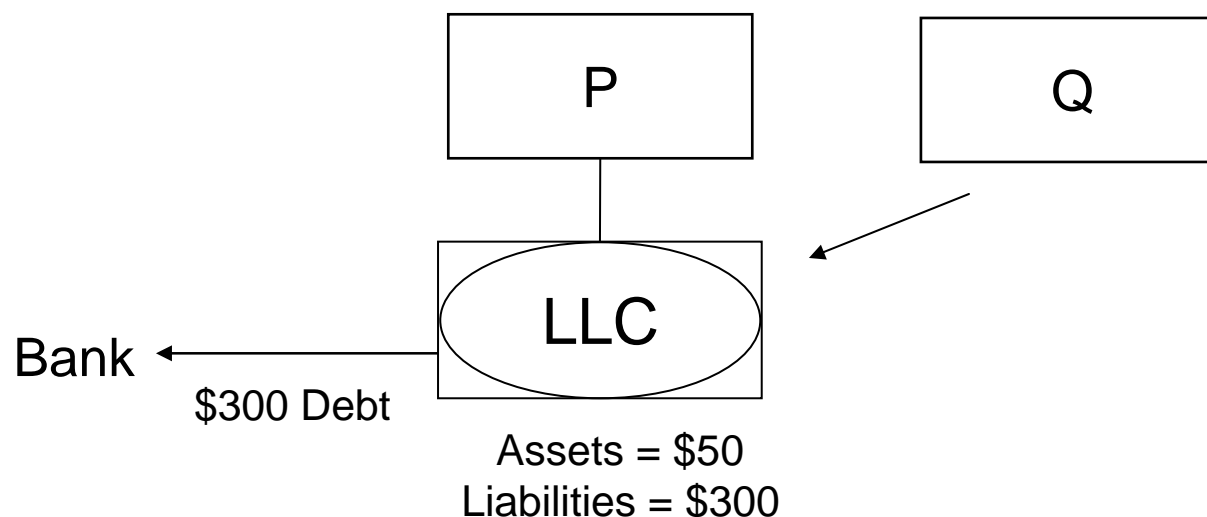 P
Q
LLC
Bank
$300 Debt
Assets = $50
Liabilities = $300